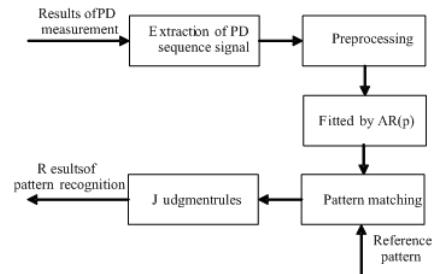 Results ofPD
measurement
Extraction of PD
sequence signal
Preprocessing
Fitted by AR(p)
R esultsof
pattern recognition
J udgmentrules
Pattern matching
Reference
pattern